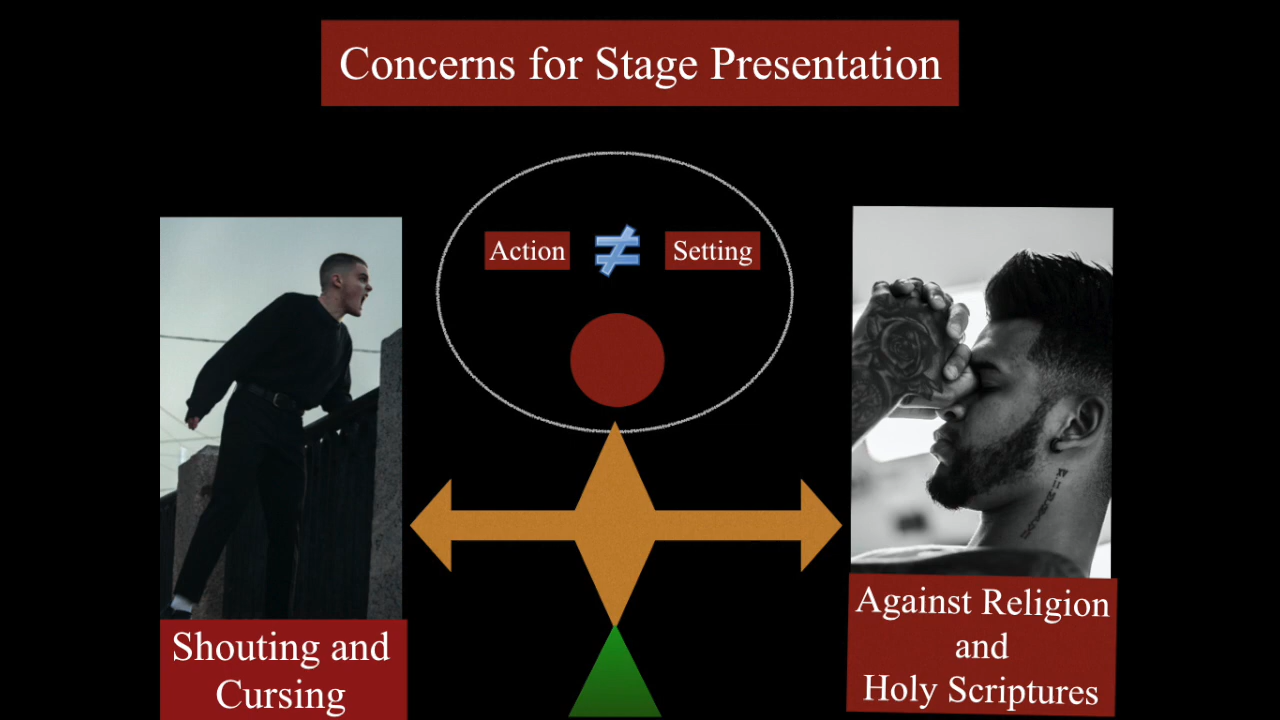 Concerns for Stage Presentation
Action ≠ Setting
Shouting and
Cursing
Against Religion
and
Holy Scriptures